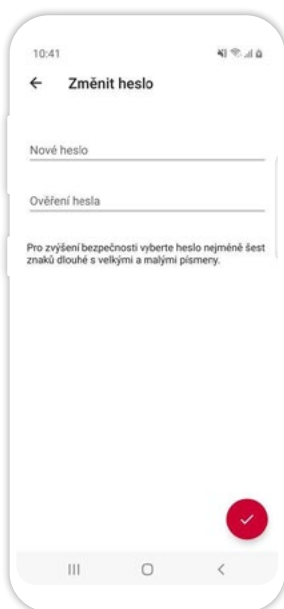 10:41
Změnit heslo
Nové heslo
Ověření hesla
Pro zvýšení bezpečnosti vyberte heslo nejméně šest
znaků dlouhé s velkými a malými písmeny.